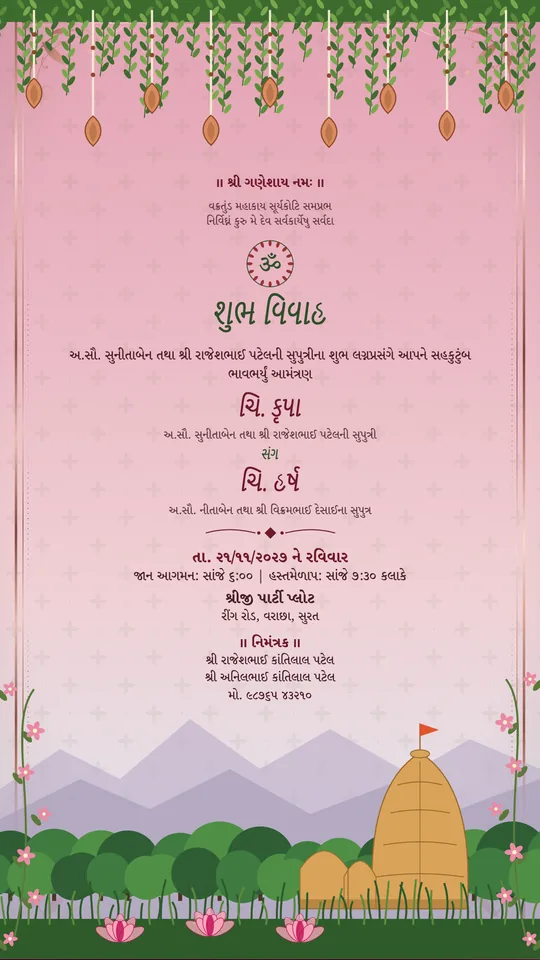 ॥ શ્રી ગણેશાય નમઃ ॥
વક્રતુંડ મહાકાય સૂર્યકોટિ સમપ્રભ
નિર્વિઘ્નં કુરુ મે દેવ સર્વકાર્યેષુ સર્વદા
ૐ
શુભ વિવાહ
અ.સૌ. સુનીતાબેન તથા શ્રી રાજેશભાઈ પટેલની સુપુત્રીના શુભ લગ્નપ્રસંગે આપને સહકુટુંબ
ભાવભર્યું આમંત્રણ
ચિ. કૃપા
અ.સૌ. સુનીતાબેન તથા શ્રી રાજેશભાઈ પટેલની સુપુત્રી
સંગ
ચિ. હર્ષ
અ.સૌ. નીતાબેન તથા શ્રી વિક્રમભાઈ દેસાઈના સુપુત્ર
તા. ૨૧/૧૧/૨૦૨૭ ને રવિવાર
જાન આગમન: સાંજે ૬:૦૦ | હસ્તમેળાપ: સાંજે ૭:૩૦ કલાકે
શ્રીજી પાર્ટી પ્લોટ
રીંગ રોડ, વરાછા, સુરત
॥ નિમંત્રક ॥
શ્રી રાજેશભાઈ કાંતિલાલ પટેલ
શ્રી અનિલભાઈ કાંતિલાલ પટેલ
મો. ૯૮૭૬૫ ૪૩૨૧૦